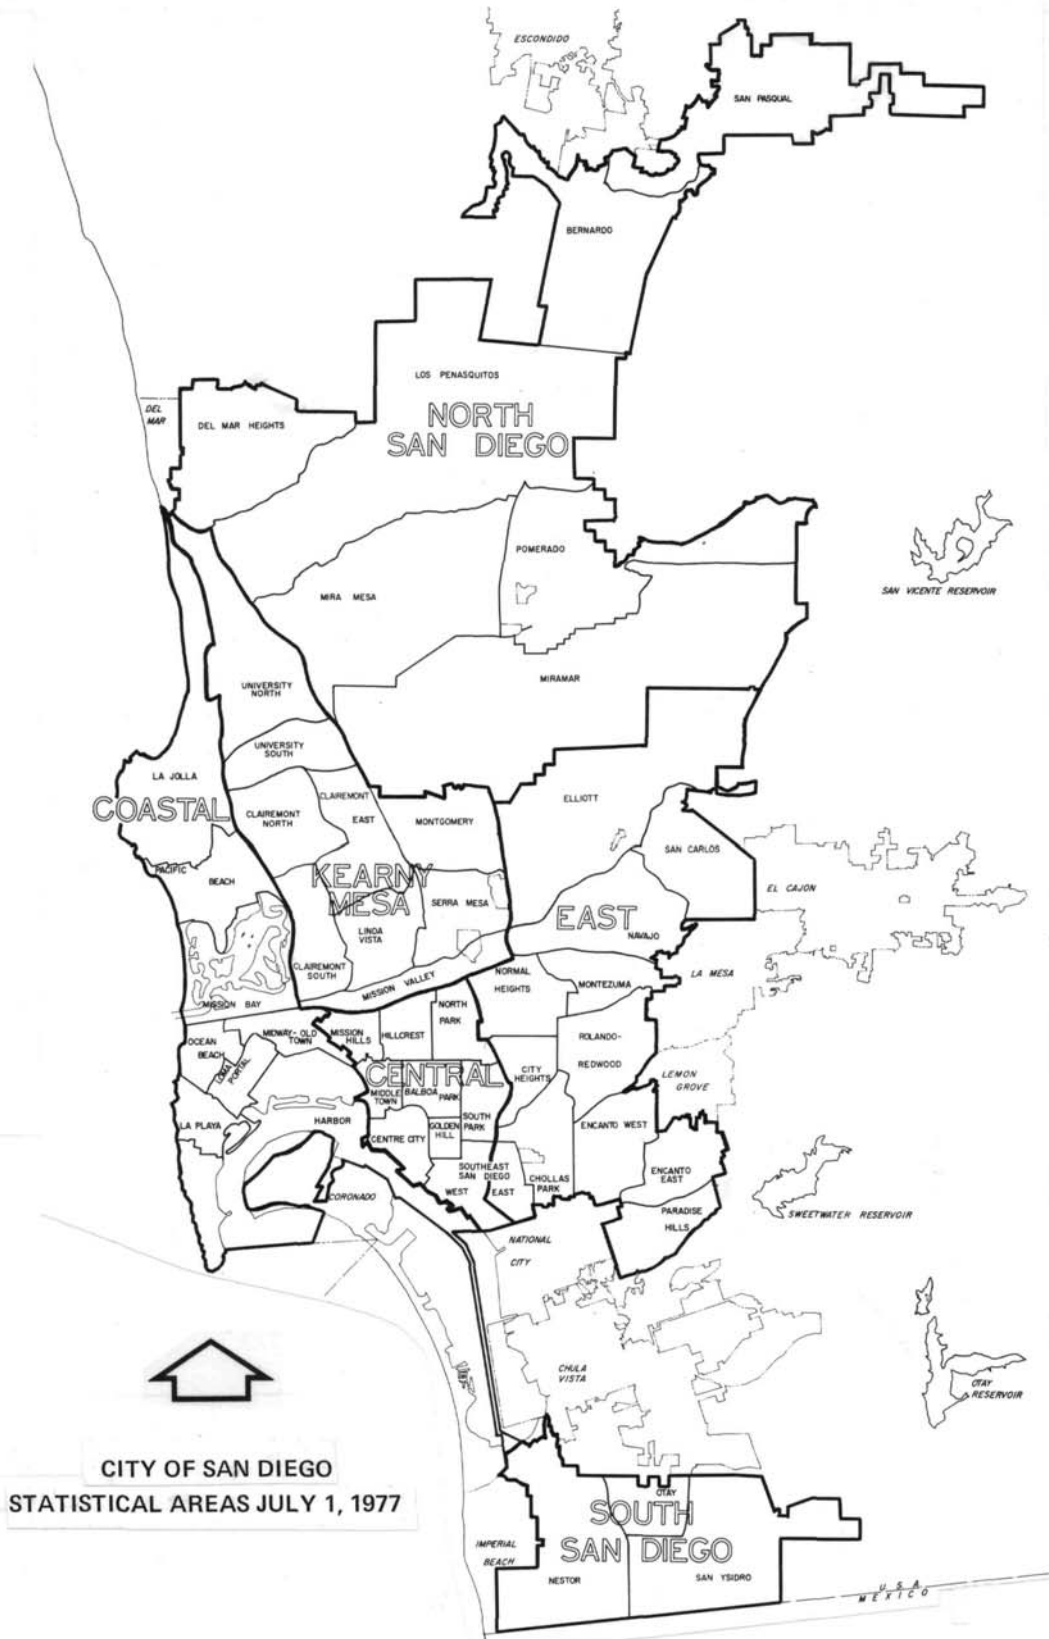 ESCONDIDO
SAN PASQUAL
BERNARDO
LOS PENASQUITOS
DEL
MAR
DEL MAR HEIGHTS
NORTH
SAN DIEGO
POMERADO
MIRA MESA
SAN VICENTE RESERVOIR
MIRAMAR
UNIVERSITY
NORTH
UNIVERSITY
SOUTH
LA JOLLA
COASTAL
CLAIREMONT
EAST
CLAIREMONT
NORTH
MONTGOMERY
ELLIOTT
SAN CARLOS
PACIFIC
BEACH
KEARNY
MESA
EL CAJON
SERRA MESA
EAST
LINDA
VISTA
NAVAJO
CLAIREMONT
SOUTH
MISSION VALLEY
NORMAL
HEIGHTS
LA MESA
MONTEZUMA
MISSION BAY
NORTH
PARK
OCEAN
BEACH
MIDWAY-OLD
TOWN
MISSION
HILLS
HILLCREST
ROLANDO-
REDWOOD
LOMA
PORTAL
CENTRAL
CITY
HEIGHTS
LEMON
GROVE
MIDDLE
TOWN
BALBOA
PARK
LA PLAYA
HARBOR
SOUTH
PARK
GOLDEN
HILL
CENTRE CITY
ENCANTO WEST
SOUTHEAST
SAN DIEGO
WEST
EAST
CHOLLAS
PARK
ENCANTO
EAST
CORONADO
PARADISE
HILLS
SWEETWATER RESERVOIR
NATIONAL
CITY
CHULA
VISTA
OTAY
RESERVOIR
CITY OF SAN DIEGO
STATISTICAL AREAS JULY 1, 1977
OTAY
SOUTH
SAN DIEGO
IMPERIAL
BEACH
NESTOR
SAN YSIDRO
U S A
MEXICO